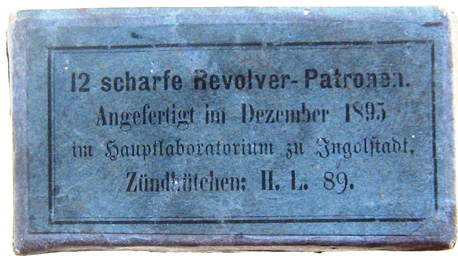 12 scharfe Revolver-Patronen.
Angefertigt im Dezember 1895
im Hauptlaboratorium zu Ingolstadt.
Zündhütchen: H. L. 89.